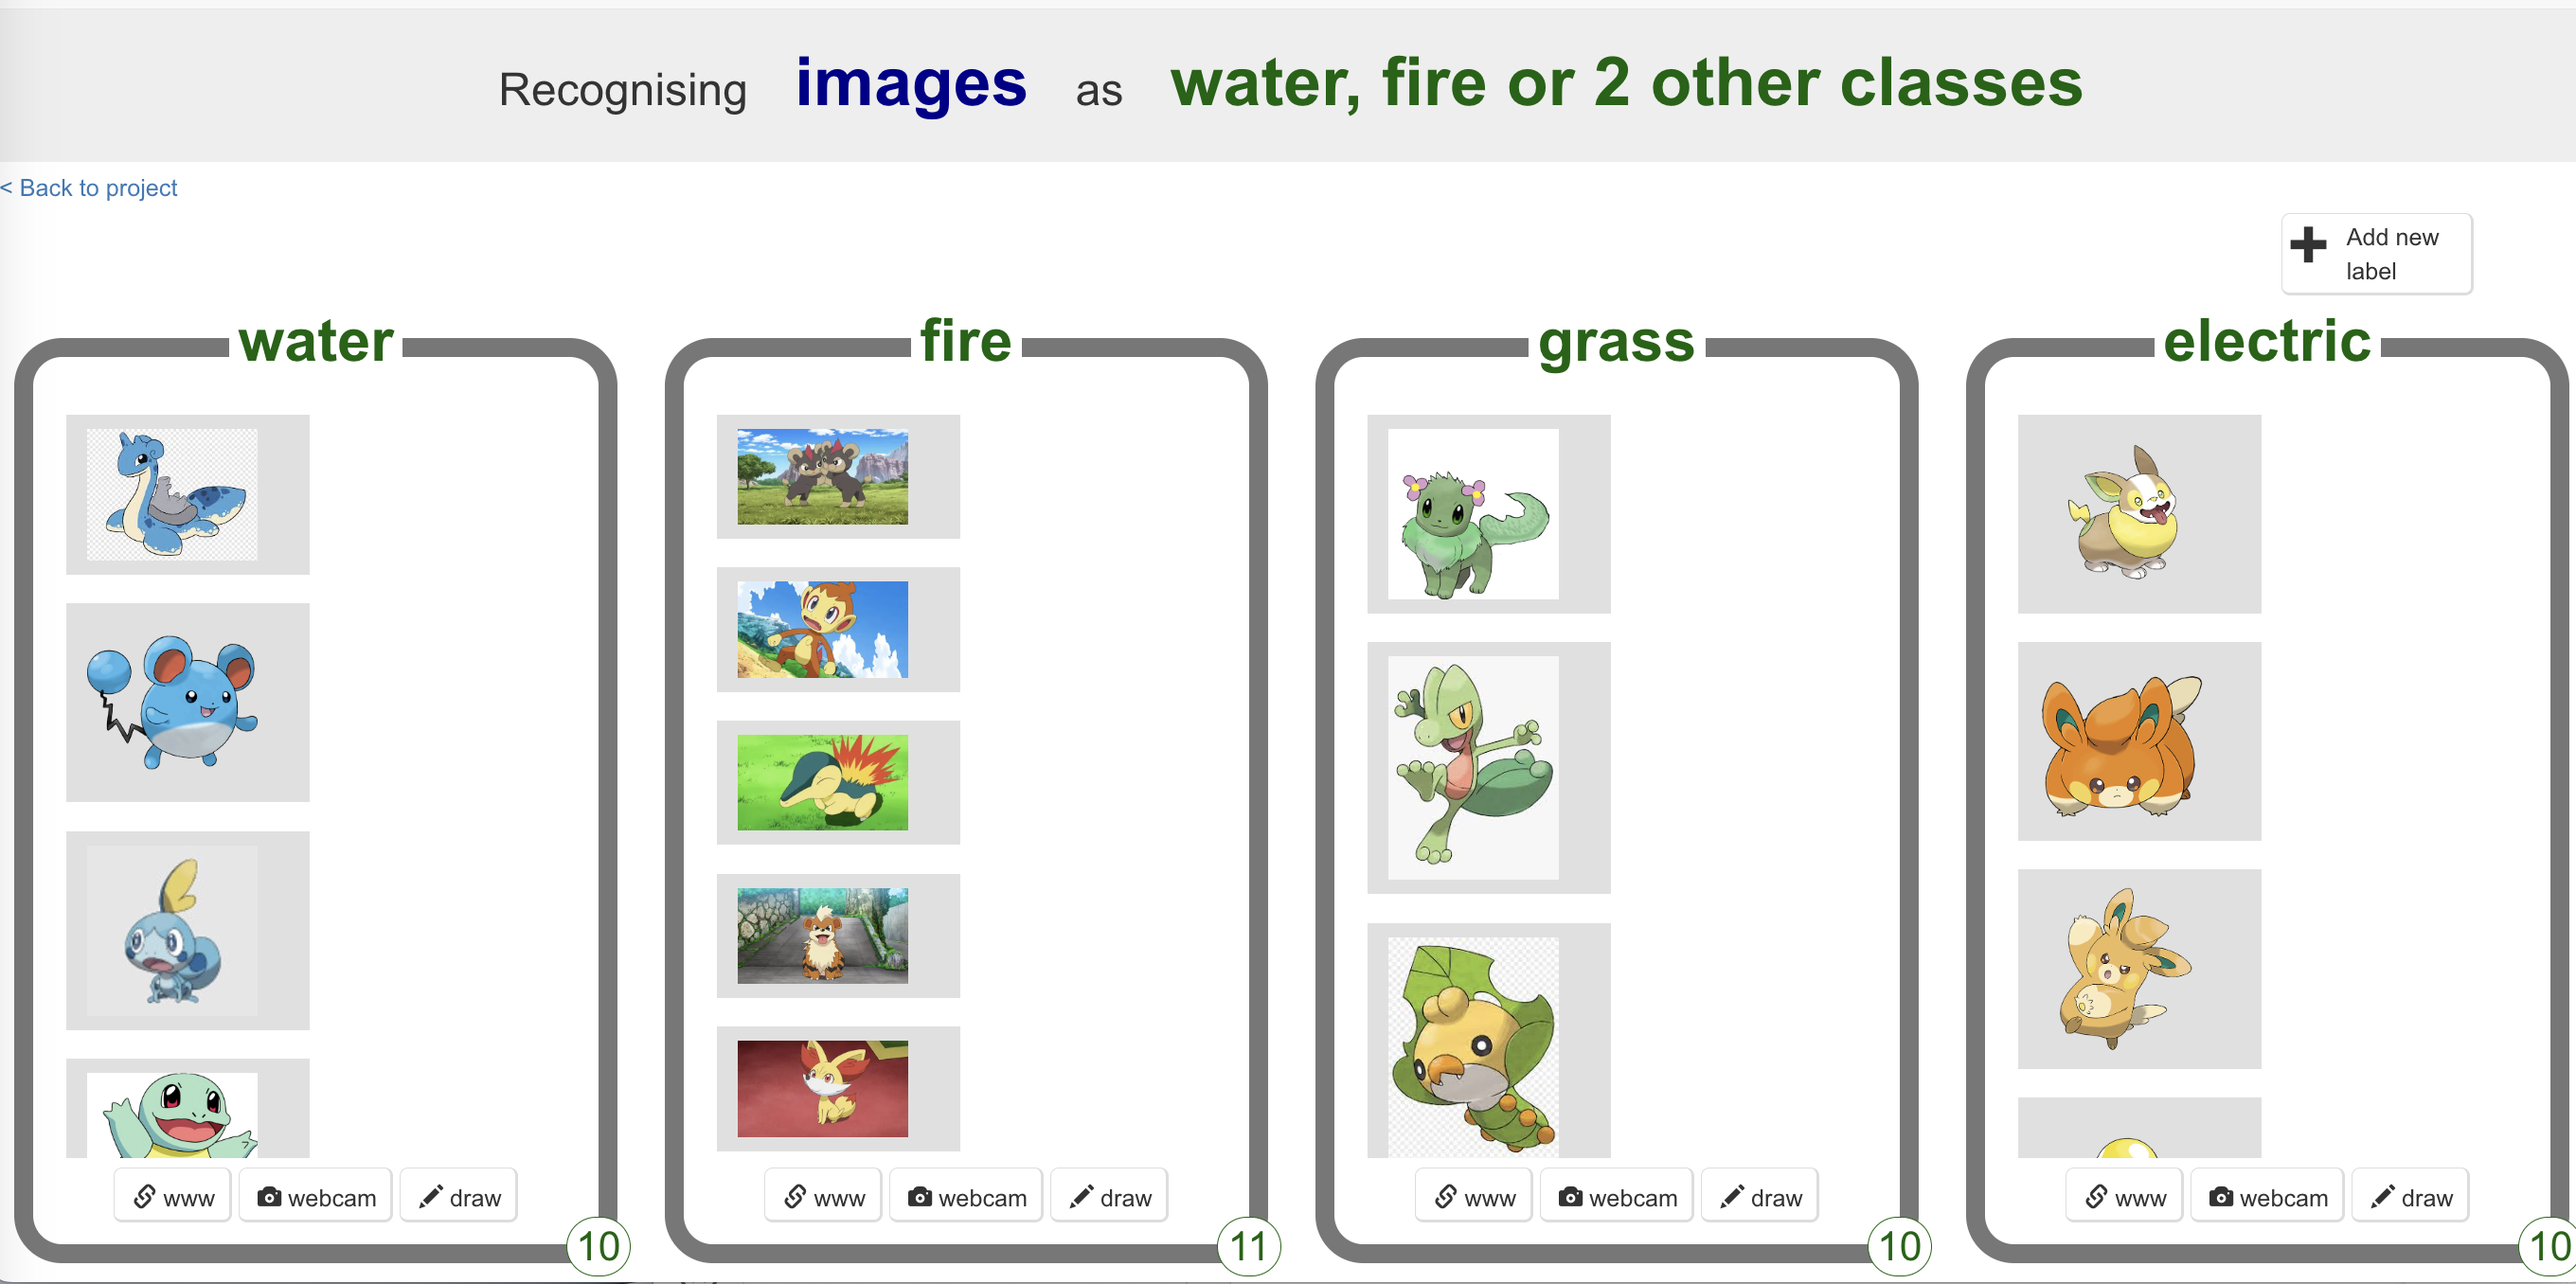 Recognising images as water, fire or 2 other classes
< Back to project
Add new
label
water
fire
grass
electric
www webcam draw
www webcam draw
www webcam draw
www webcam draw
10
11
10
10